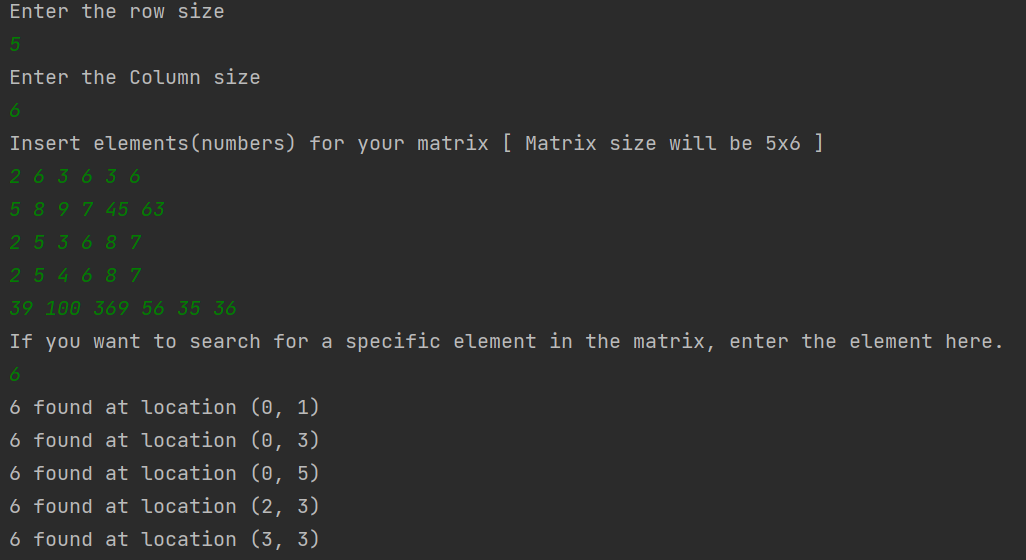 Enter the row size
5
Enter the Column size
6
Insert elements(numbers) for your matrix [ Matrix size will be 5x6 ]
2 6 3 6 3 6
5 8 9 7 45 63
2 5 3 6 8 7
2 5 4 6 8 7
39 100 369 56 35 36
If you want to search for a specific element in the matrix, enter the element here.
6
6 found at location (0, 1)
6 found at location (0, 3)
6 found at location (0, 5)
6 found at location (2, 3)
6 found at location (3, 3)